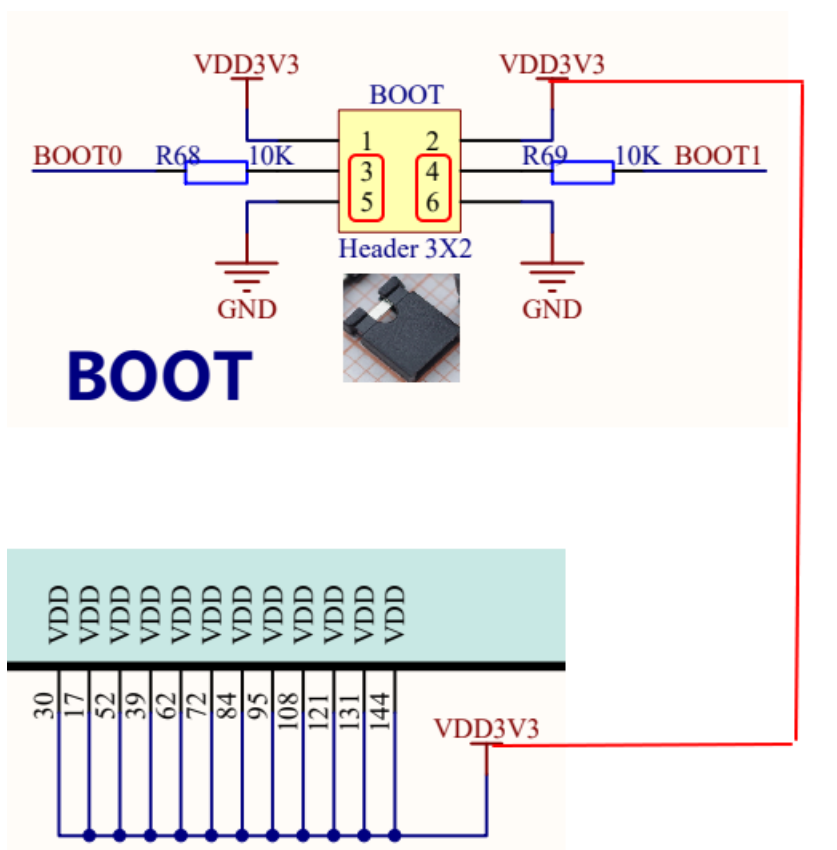 VDD3V3 VDD3V3
BOOT
1 2
BOOT0 R68 10K 3 4 R69 10K BOOT1
5 6
Header 3X2
GND GND
BOOT
VDD VDD VDD VDD VDD VDD VDD VDD VDD VDD VDD VDD
30 17 52 39 62 72 84 95 108 121 131 144
VDD3V3